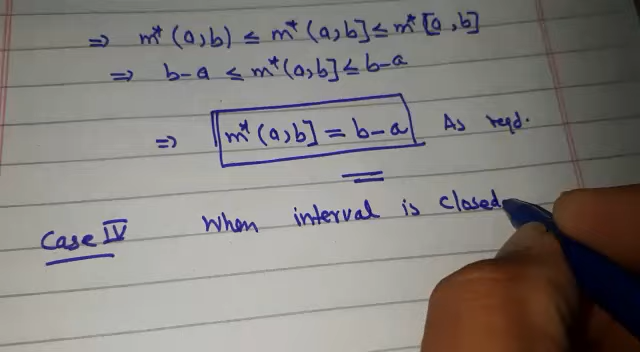 ⇒ m*(a,b) ≤ m*(a,b] ≤ m*[a,b]
⇒ b-a ≤ m*(a,b] ≤ b-a
⇒ m*(a,b] = b-a As reqd.
Case IV When interval is closed